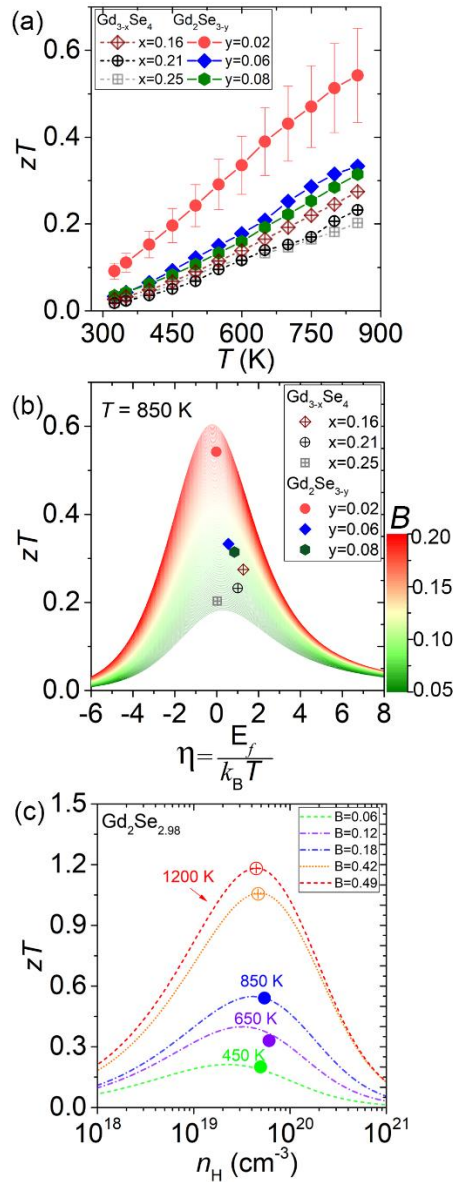 (a)
Gd3-xSe4 Gd2Se3-y
x=0.16 y=0.02
x=0.21 y=0.06
x=0.25 y=0.08
zT
0.6
0.4
0.2
0.0
300 450 600 750 900
T (K)
(b)
T = 850 K
Gd3-xSe4
x=0.16
x=0.21
x=0.25
Gd2Se3-y
y=0.02
y=0.06
y=0.08
zT
0.6
0.4
0.2
0.0
-6 -4 -2 0 2 4 6 8
B
0.20
0.15
0.10
0.05
η=Ef/kBT
(c)
Gd2Se2.98
B=0.06
B=0.12
B=0.18
B=0.42
B=0.49
1200 K
850 K
650 K
450 K
zT
1.5
1.2
0.9
0.6
0.3
0.0
10^18 10^19 10^20 10^21
nH (cm-3)